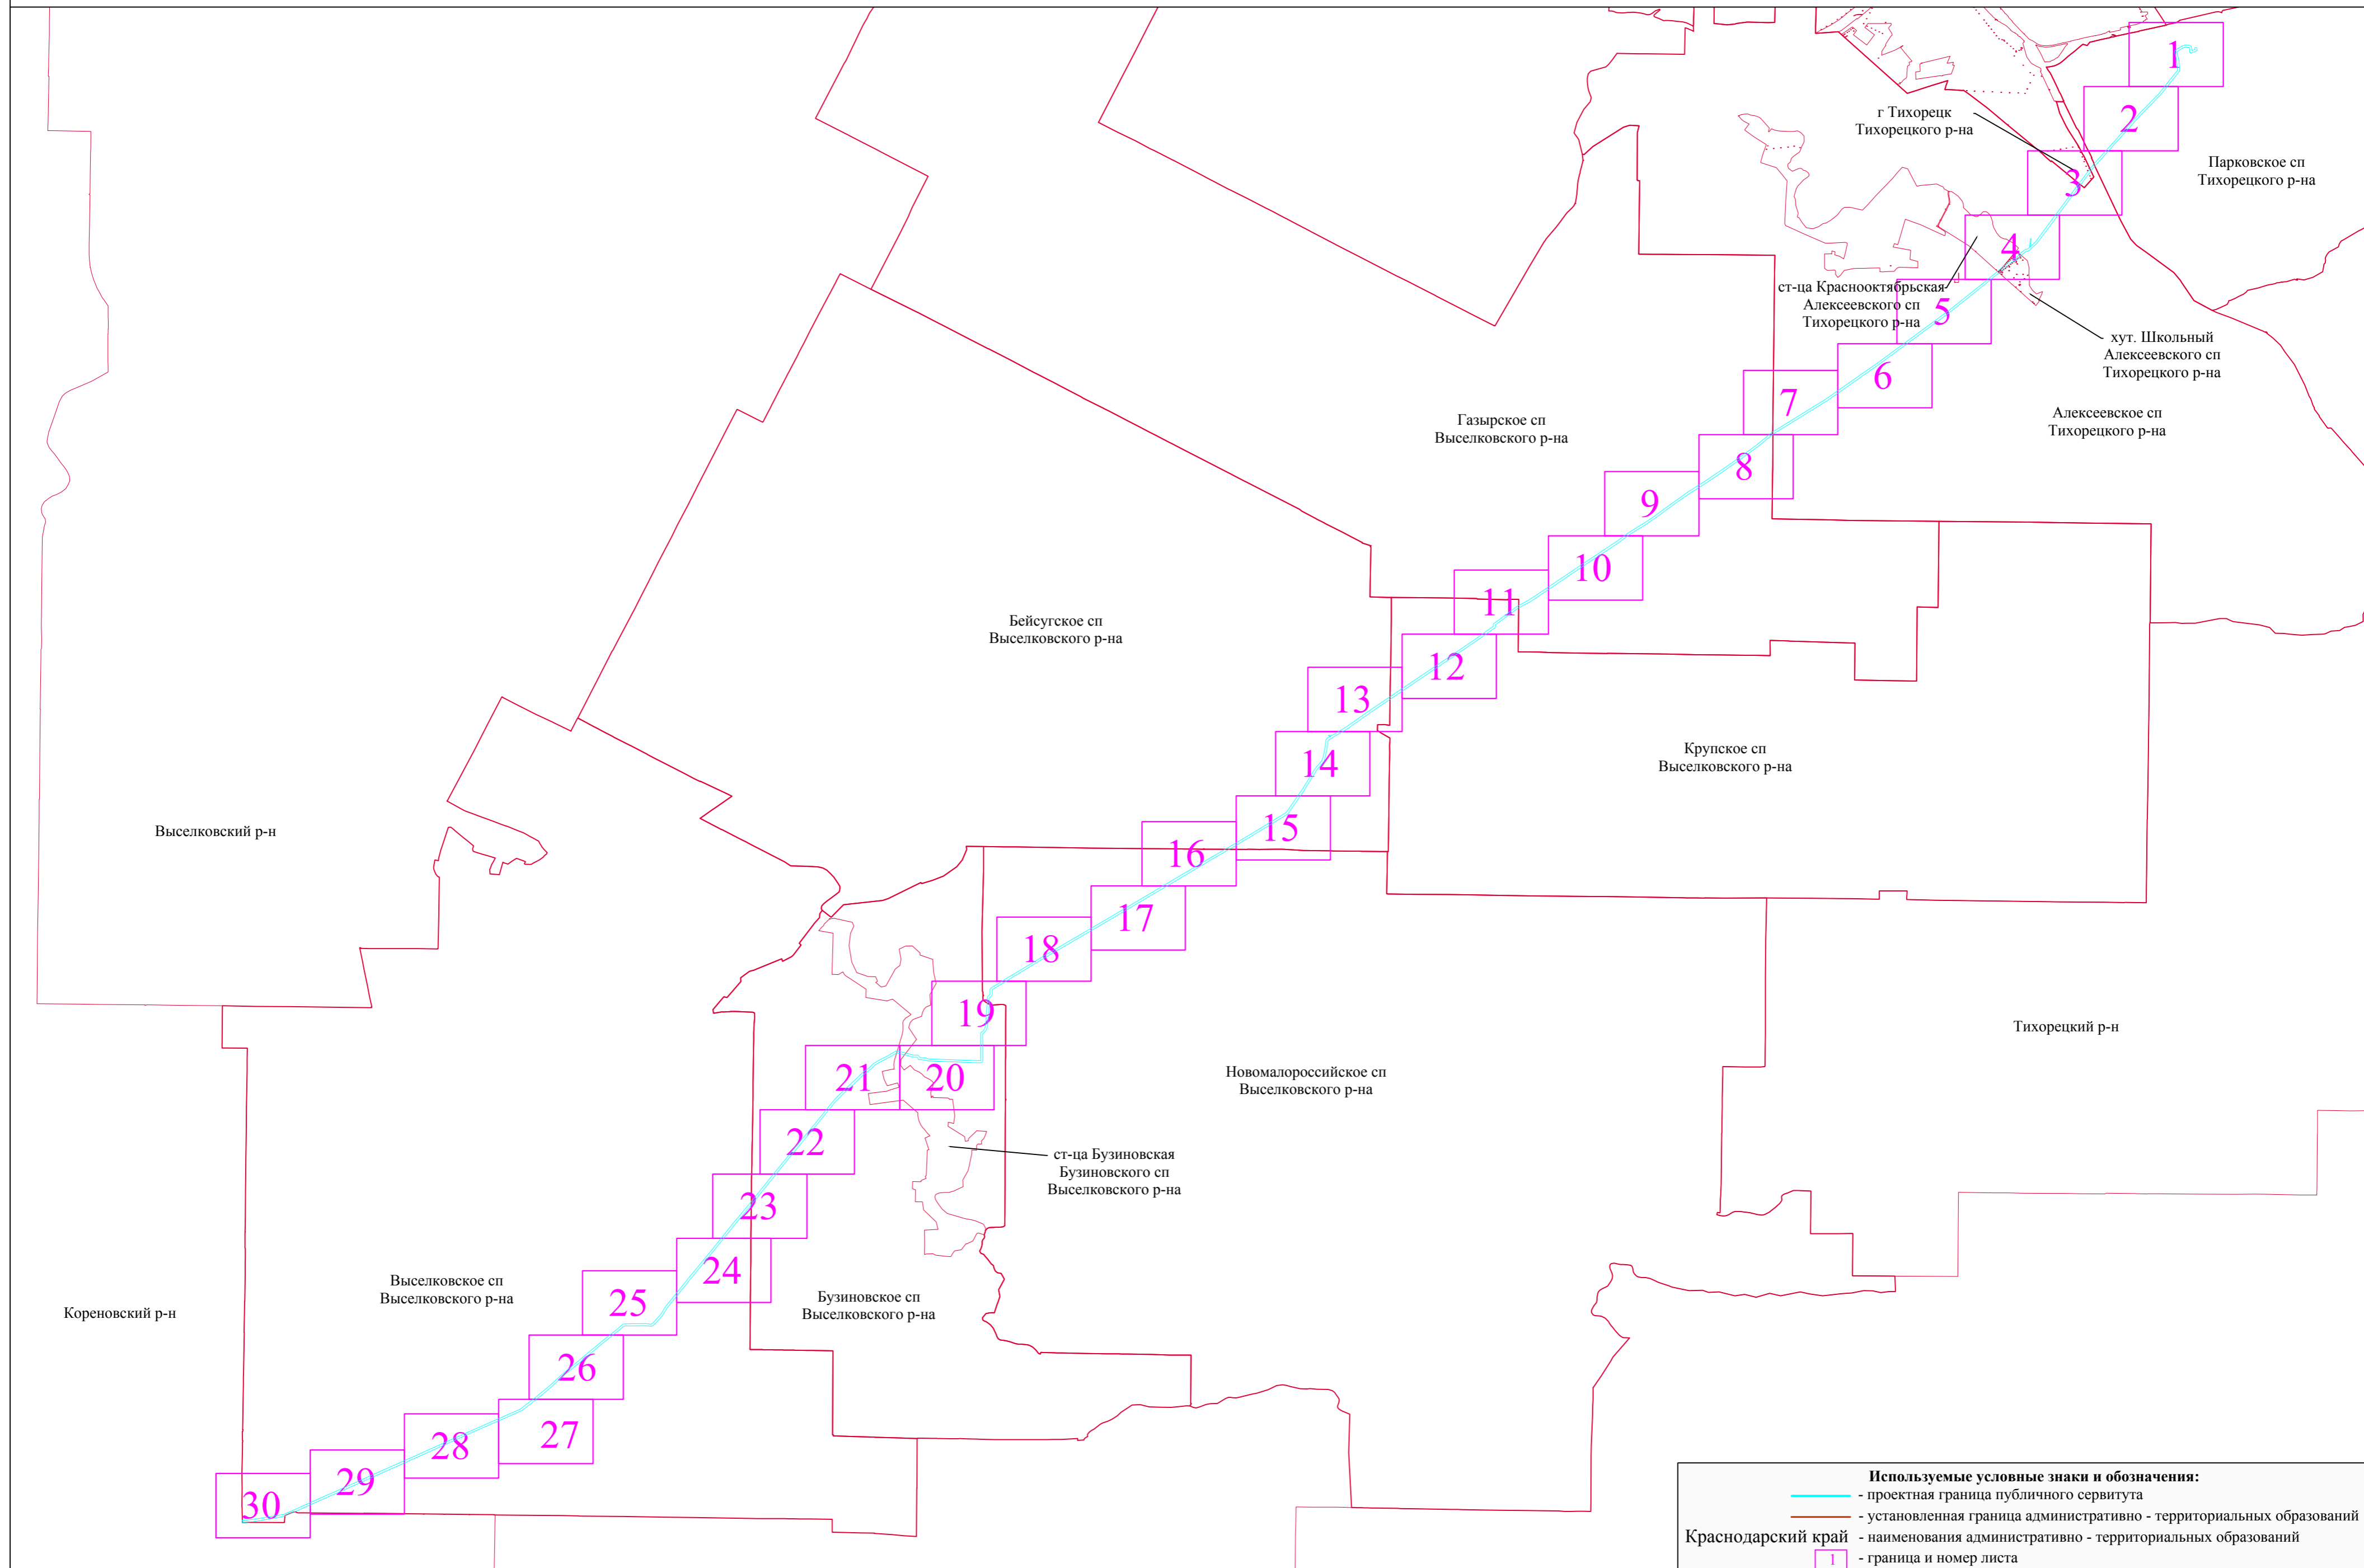 1
2
г Тихорецк
Тихорецкого р-на
3
Парковское сп
Тихорецкого р-на
4
ст-ца Краснооктябрьская
Алексеевского сп
Тихорецкого р-на
5
хут. Школьный
Алексеевского сп
Тихорецкого р-на
6
7
Алексеевское сп
Тихорецкого р-на
Газырское сп
Выселковского р-на
8
9
10
11
Бейсугское сп
Выселковского р-на
12
13
14
Крупское сп
Выселковского р-на
15
Выселковский р-н
16
17
18
19
Тихорецкий р-н
20
21
Новомалороссийское сп
Выселковского р-на
22
ст-ца Бузиновская
Бузиновского сп
Выселковского р-на
23
24
Выселковское сп
Выселковского р-на
25
Бузиновское сп
Выселковского р-на
Кореновский р-н
26
27
28
29
30
Используемые условные знаки и обозначения:
- проектная граница публичного сервитута
- установленная граница административно - территориальных образований
Краснодарский край - наименования административно - территориальных образований
1 - граница и номер листа